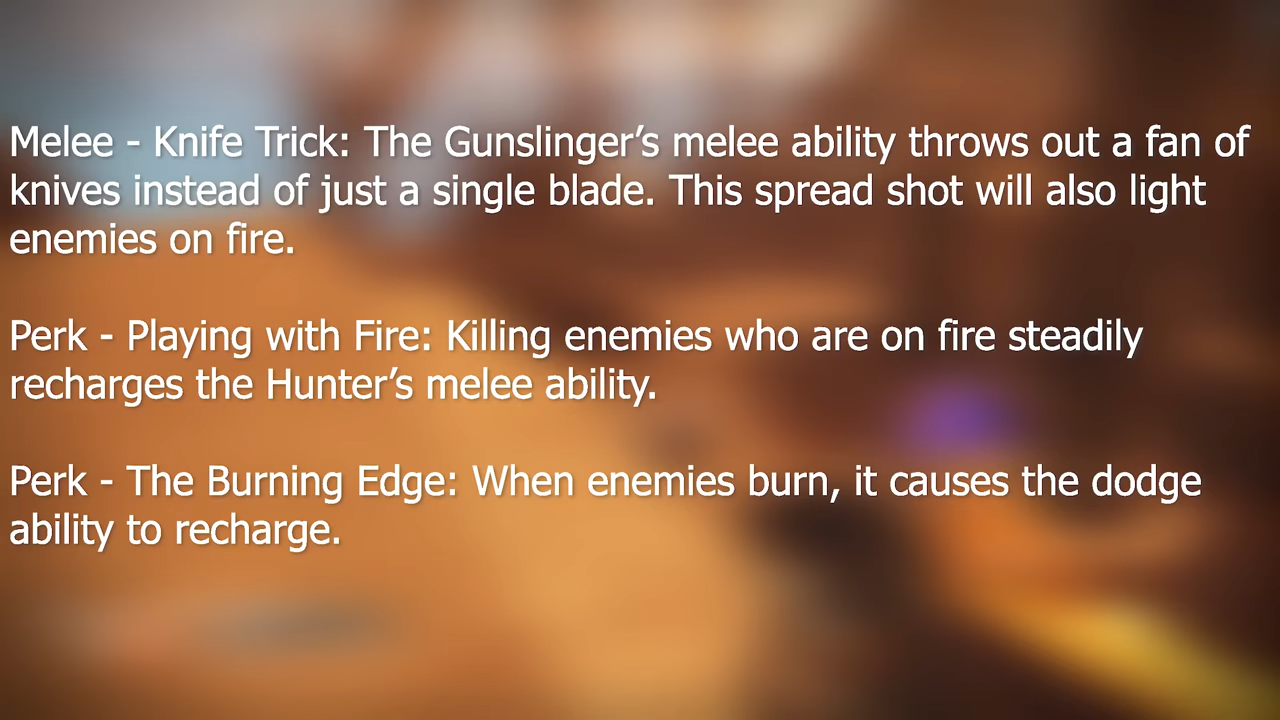 Melee - Knife Trick: The Gunslinger’s melee ability throws out a fan of
knives instead of just a single blade. This spread shot will also light
enemies on fire.
Perk - Playing with Fire: Killing enemies who are on fire steadily
recharges the Hunter’s melee ability.
Perk - The Burning Edge: When enemies burn, it causes the dodge
ability to recharge.